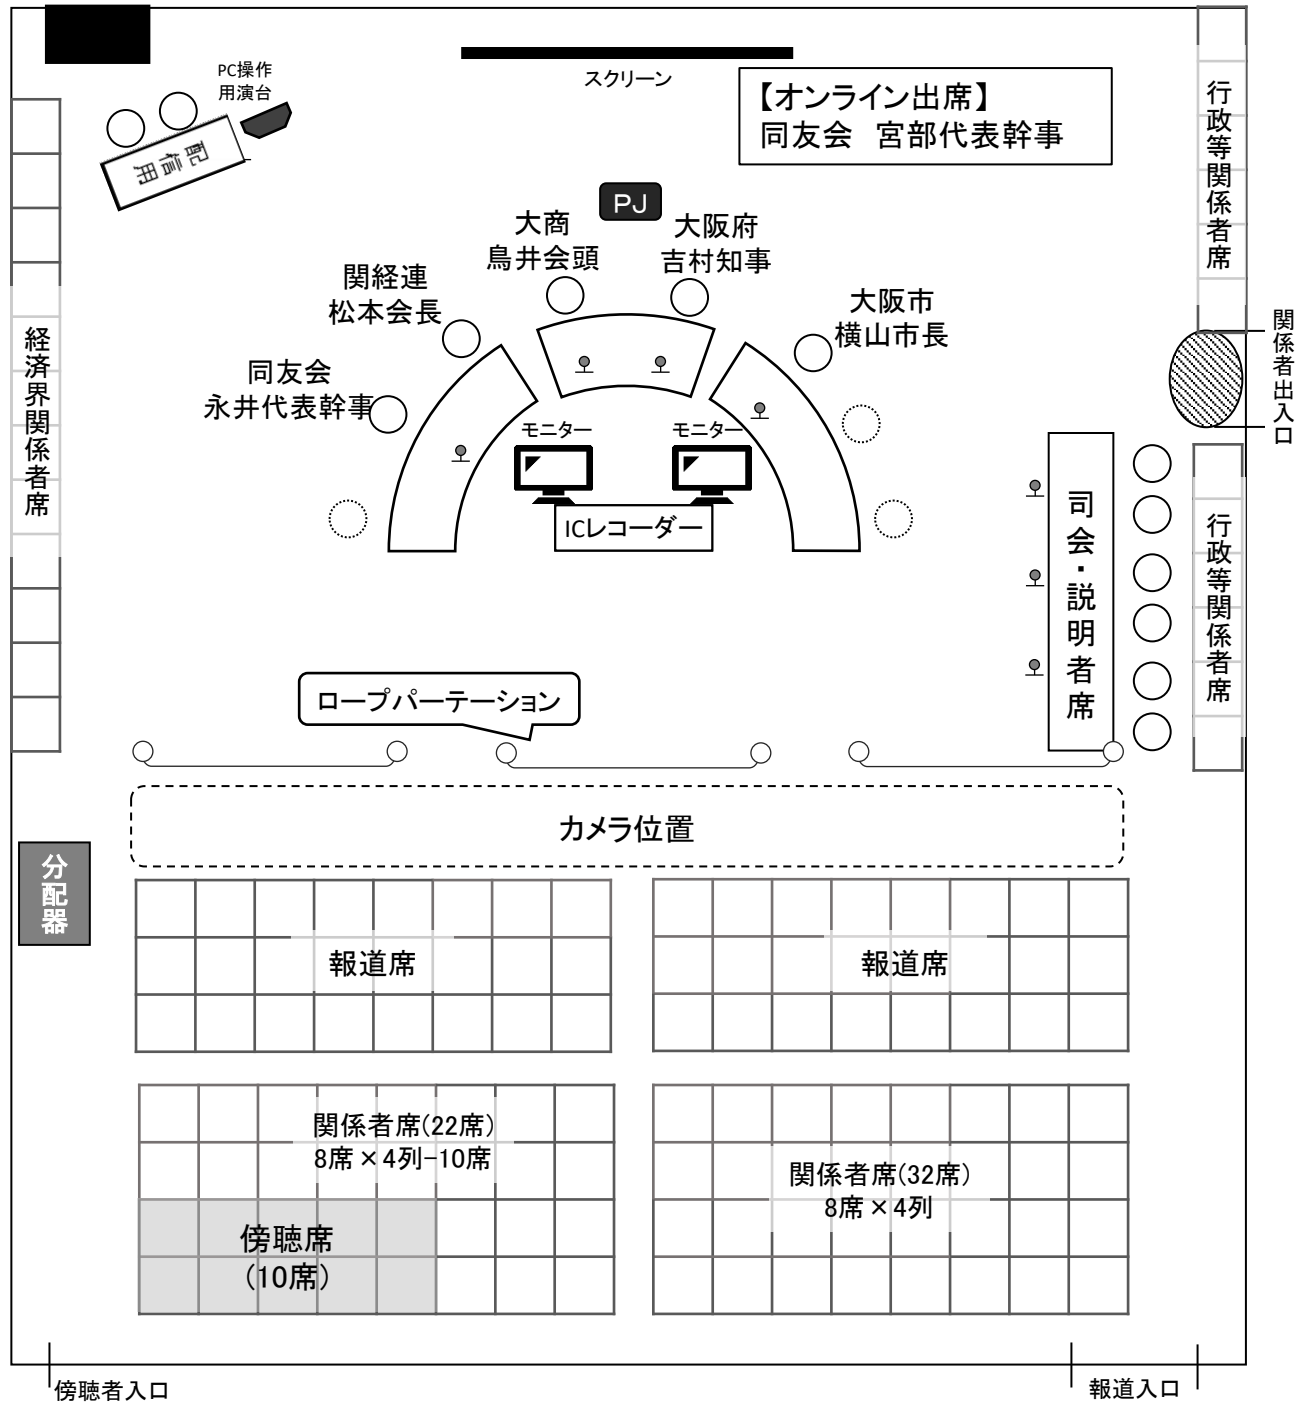 PC操作
用演台
スクリーン
【オンライン出席】
同友会　宮部代表幹事
行政等関係者席
配信用
PJ
大商
鳥井会頭
大阪府
吉村知事
関経連
松本会長
大阪市
横山市長
同友会
永井代表幹事
関係者出入口
経済界関係者席
モニター
モニター
ICレコーダー
司会・説明者席
行政等関係者席
ロープパーテーション
カメラ位置
分配器
報道席
報道席
関係者席(22席)
8席×4列-10席
関係者席(32席)
8席×4列
傍聴席
(10席)
傍聴者入口
報道入口